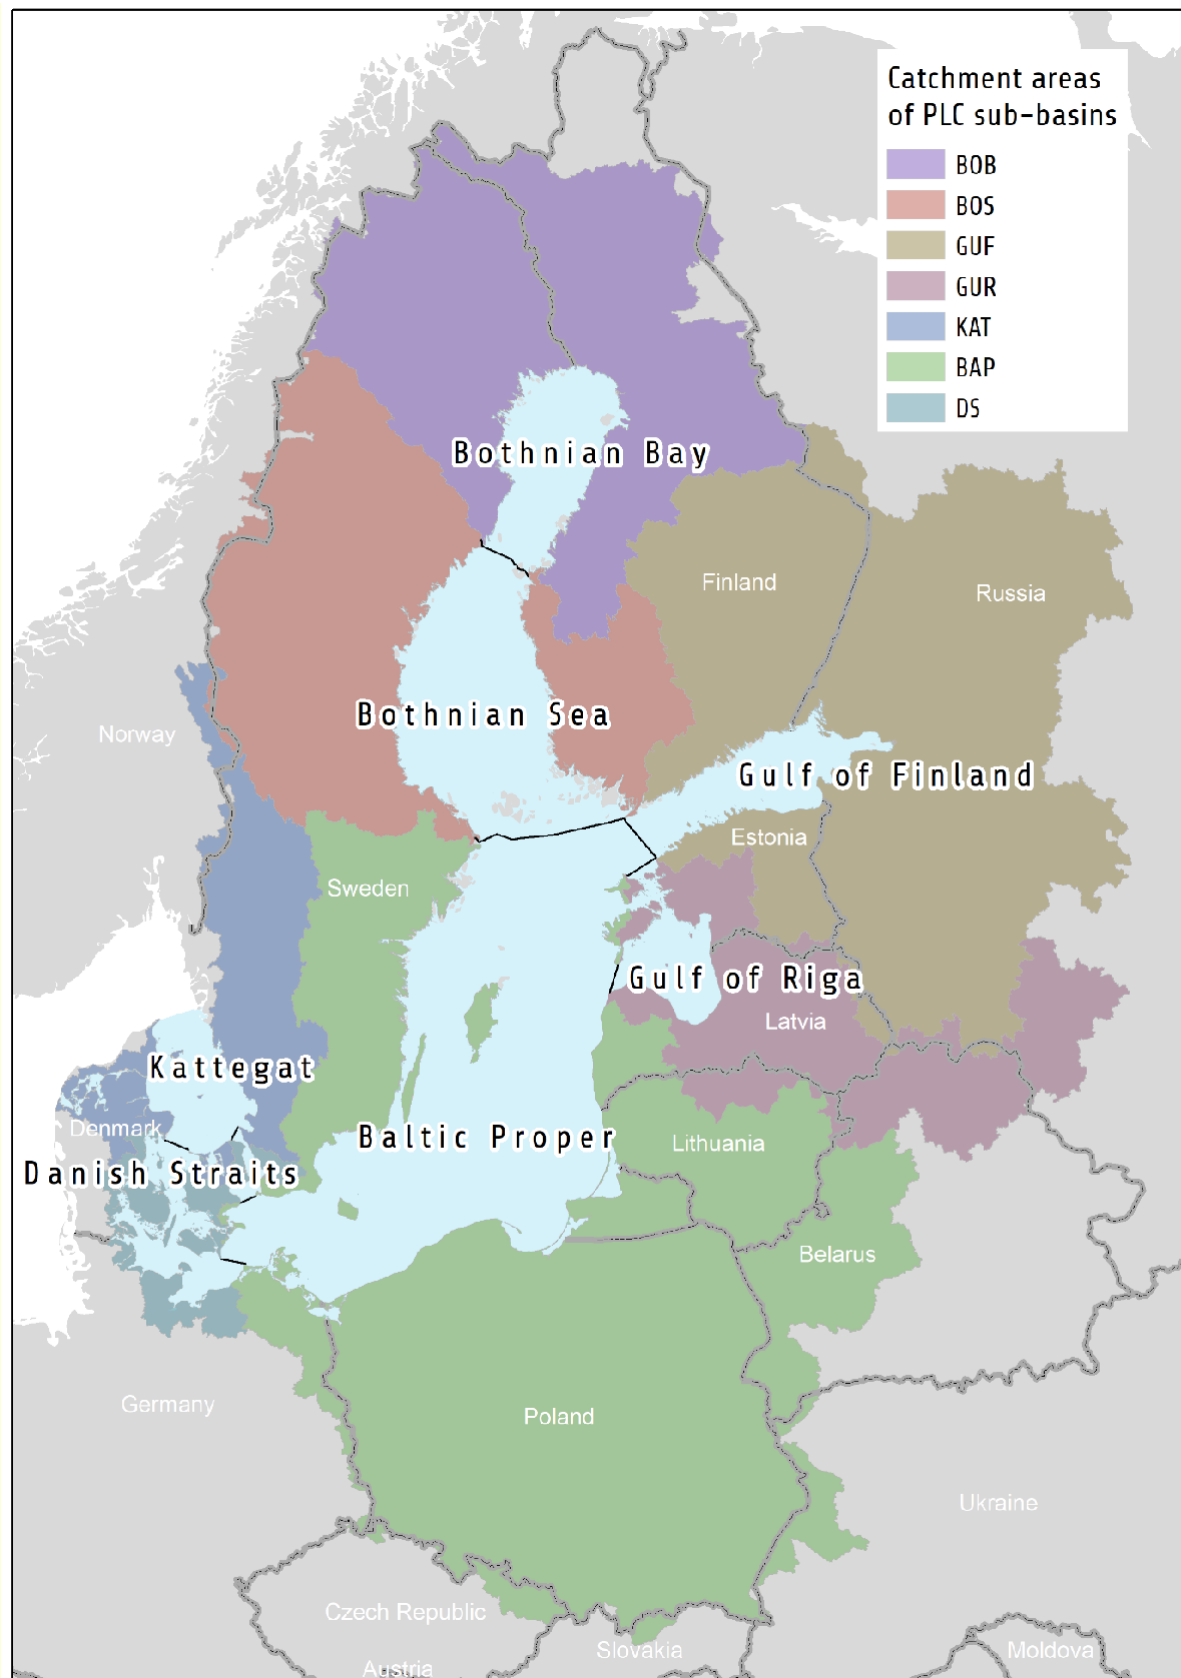 Catchment areas
of PLC sub-basins
BOB
BOS
GUF
GUR
KAT
BAP
DS
Bothnian Bay
Finland
Russia
Bothnian Sea
Norway
Gulf of Finland
Estonia
Sweden
Gulf of Riga
Latvia
Kattegat
Denmark
Baltic Proper
Lithuania
Danish Straits
Belarus
Germany
Poland
Ukraine
Czech Republic
Slovakia
Moldova
Austria